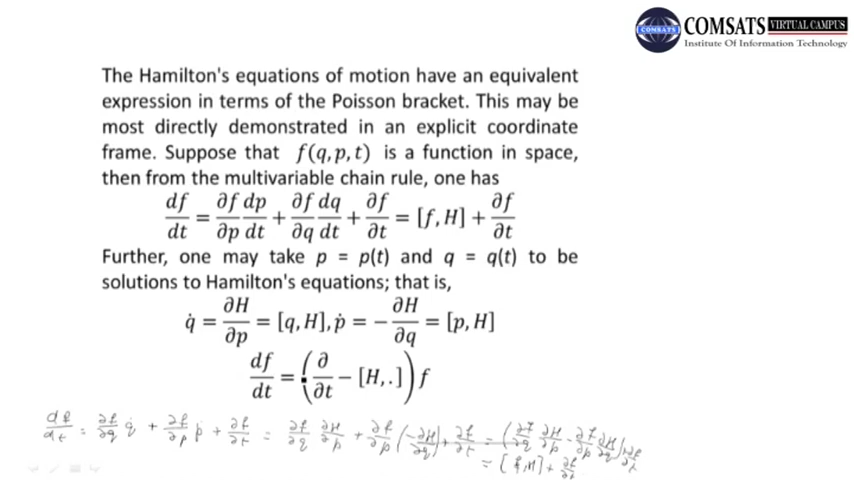 COMSATS VIRTUAL CAMPUS
COMSATS
Institute Of Information Technology
The Hamilton's equations of motion have an equivalent
expression in terms of the Poisson bracket. This may be
most directly demonstrated in an explicit coordinate
frame. Suppose that f(q,p,t) is a function in space,
then from the multivariable chain rule, one has
df/dt = ∂f/∂p dp/dt + ∂f/∂q dq/dt + ∂f/∂t = [f, H] + ∂f/∂t
Further, one may take p = p(t) and q = q(t) to be
solutions to Hamilton's equations; that is,
q̇ = ∂H/∂p = [q, H], ṗ = −∂H/∂q = [p, H]
df/dt = (∂/∂t − [H, .]) f
df/dt = ∂f/∂q q̇ + ∂f/∂p ṗ + ∂f/∂t = ∂f/∂q ∂H/∂p + ∂f/∂p (−∂H/∂q) + ∂f/∂t = (∂f/∂q ∂H/∂p − ∂f/∂p ∂H/∂q) + ∂f/∂t
= [f, H] + ∂f/∂t